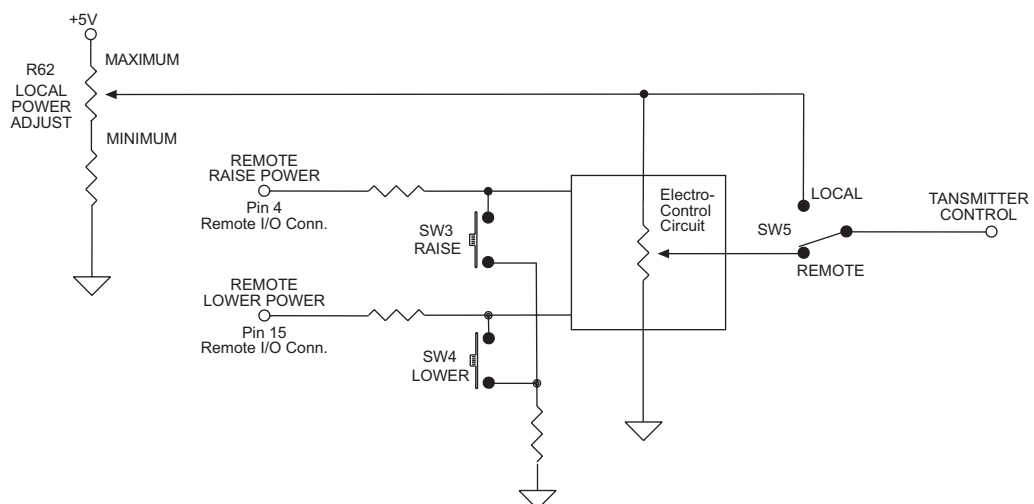 +5V
MAXIMUM
R62
LOCAL
POWER
ADJUST
MINIMUM
REMOTE
RAISE POWER
Pin 4
Remote I/O Conn.
SW3
RAISE
REMOTE
LOWER POWER
Pin 15
Remote I/O Conn.
SW4
LOWER
Electro-
Control
Circuit
LOCAL
SW5
REMOTE
TANSMITTER
CONTROL